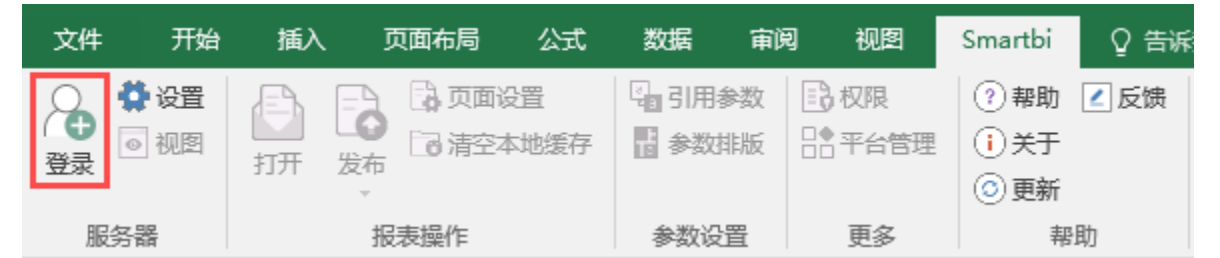 文件 开始 插入 页面布局 公式 数据 审阅 视图 Smartbi 告诉
登录
设置
视图
服务器
打开
发布
页面设置
清空本地缓存
报表操作
引用参数
参数排版
参数设置
权限
平台管理
更多
帮助 反馈
关于
更新
帮助